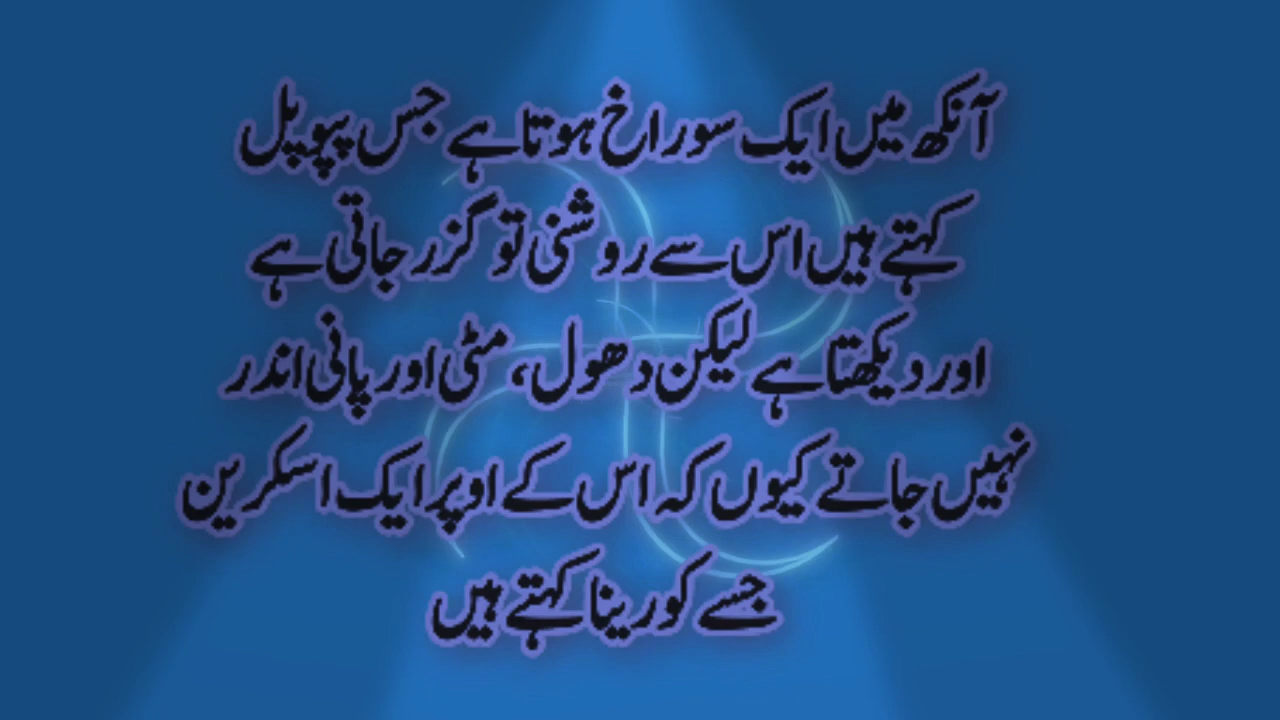 آنکھ میں ایک سوراخ ہوتا ہے جس پپوپل
کہتے ہیں اس سے روشنی تو گزر جاتی ہے
اور دیکھتا ہے لیکن دھول، مٹی اور پانی اندر
نہیں جاتے کیوں کہ اس کے اوپر ایک اسکرین
جسے کورینا کہتے ہیں